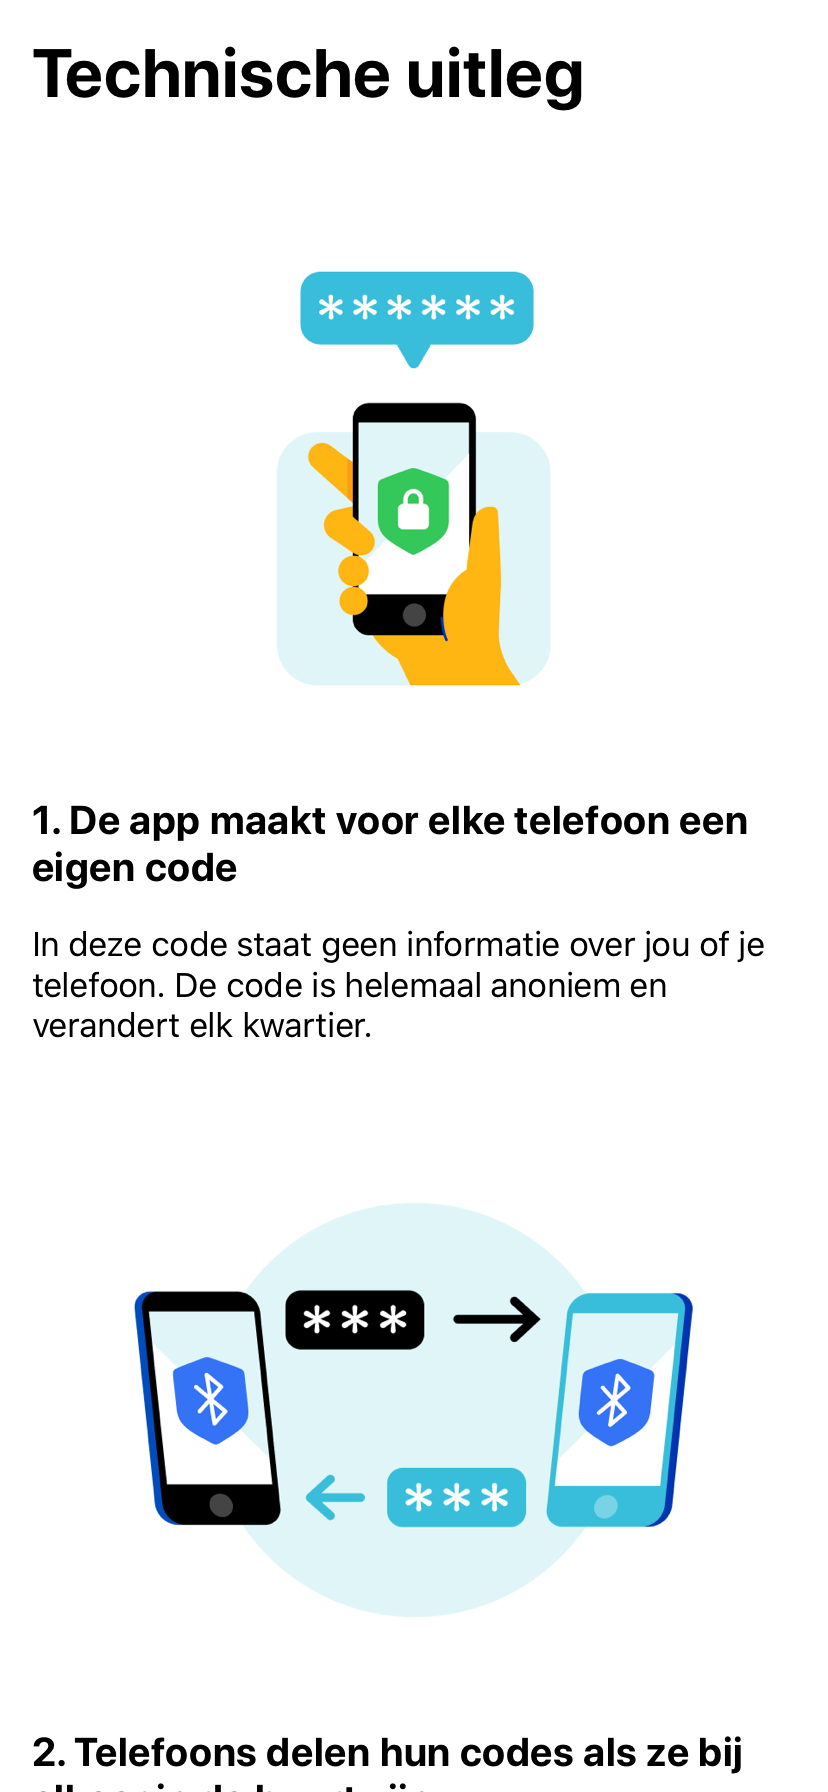 Technische uitleg
******
1. De app maakt voor elke telefoon een
eigen code
In deze code staat geen informatie over jou of je
telefoon. De code is helemaal anoniem en
verandert elk kwartier.
***
***
2. Telefoons delen hun codes als ze bij